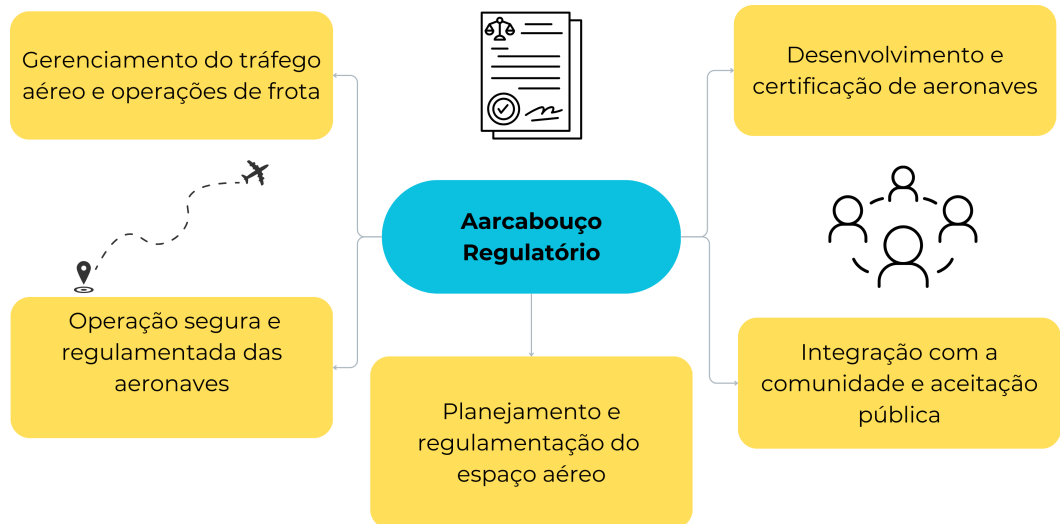 Gerenciamento do tráfego
aéreo e operações de frota
Desenvolvimento e
certificação de aeronaves
Aarcabouço
Regulatório
Operação segura e
regulamentada das
aeronaves
Planejamento e
regulamentação do
espaço aéreo
Integração com a
comunidade e aceitação
pública